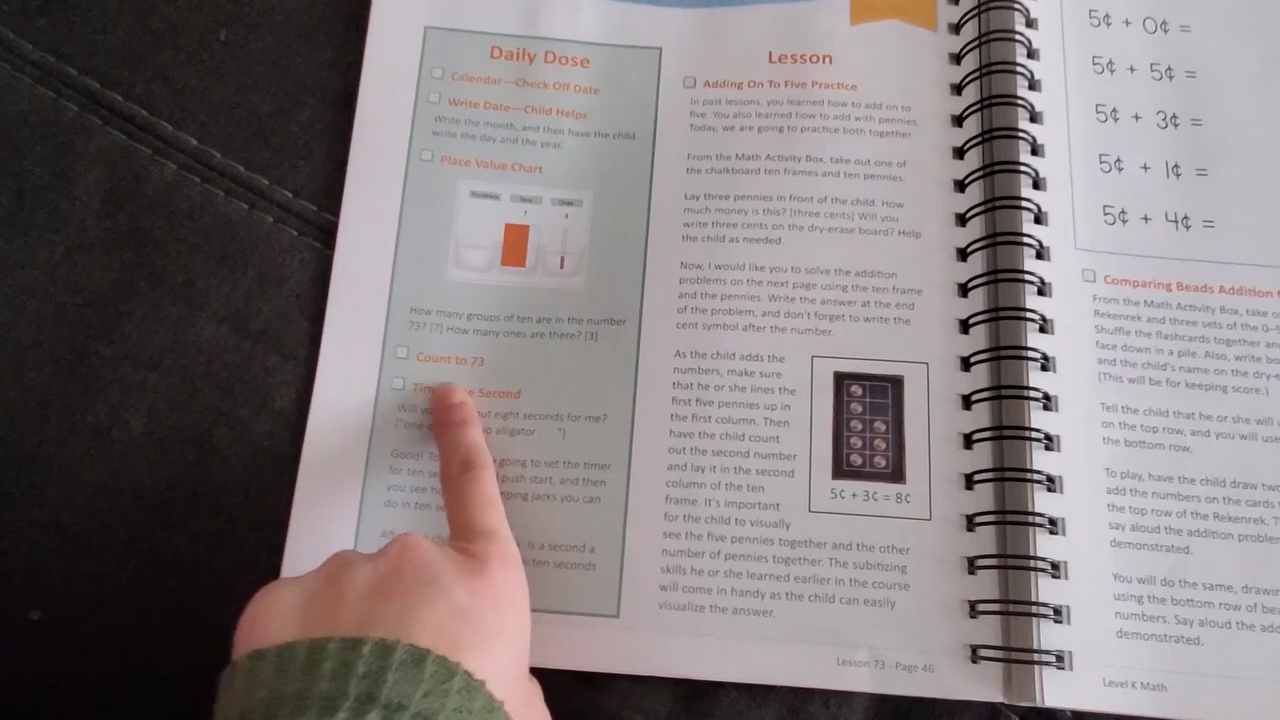 Daily Dose
Calendar—Check Off Date
Write Date—Child Helps
Write the month, and then have the child
write the day and the year.
Place Value Chart
Hundreds Tens Ones
7 3
How many groups of ten are in the number
73? [7] How many ones are there? [3]
Count to 73
Second
Will eight seconds for me?
alligator . . .")
Good! going to set the timer
for ten push start, and then
you see jacks you can
do in ten
Is a second a
ten seconds
Lesson
Adding On To Five Practice
In past lessons, you learned how to add on to
five. You also learned how to add with pennies.
Today, we are going to practice both together.
From the Math Activity Box, take out one of
the chalkboard ten frames and ten pennies.
Lay three pennies in front of the child. How
much money is this? [three cents] Will you
write three cents on the dry-erase board? Help
the child as needed.
Now, I would like you to solve the addition
problems on the next page using the ten frame
and the pennies. Write the answer at the end
of the problem, and don't forget to write the
cent symbol after the number.
As the child adds the
numbers, make sure
that he or she lines the
first five pennies up in
the first column. Then
have the child count
out the second number
and lay it in the second
column of the ten
frame. It's important
for the child to visually
see the five pennies together and the other
number of pennies together. The subitizing
skills he or she learned earlier in the course
will come in handy as the child can easily
visualize the answer.
5¢ + 3¢ = 8¢
Lesson 73 - Page 46
5¢ + 0¢ =
5¢ + 5¢ =
5¢ + 3¢ =
5¢ + 1¢ =
5¢ + 4¢ =
Comparing Beads Addition
From the Math Activity Box, take
Rekenrek and three sets of the 0–
Shuffle the flashcards together
face down in a pile. Also, write
and the child's name on the dry-
(This will be for keeping score.)
Tell the child that he or she will
on the top row, and you will use
the bottom row.
To play, have the child draw
add the numbers on the cards
the top row of the Rekenrek.
say aloud the addition
demonstrated.
You will do the same,
using the bottom row of
numbers. Say aloud the
demonstrated.
Level K Math